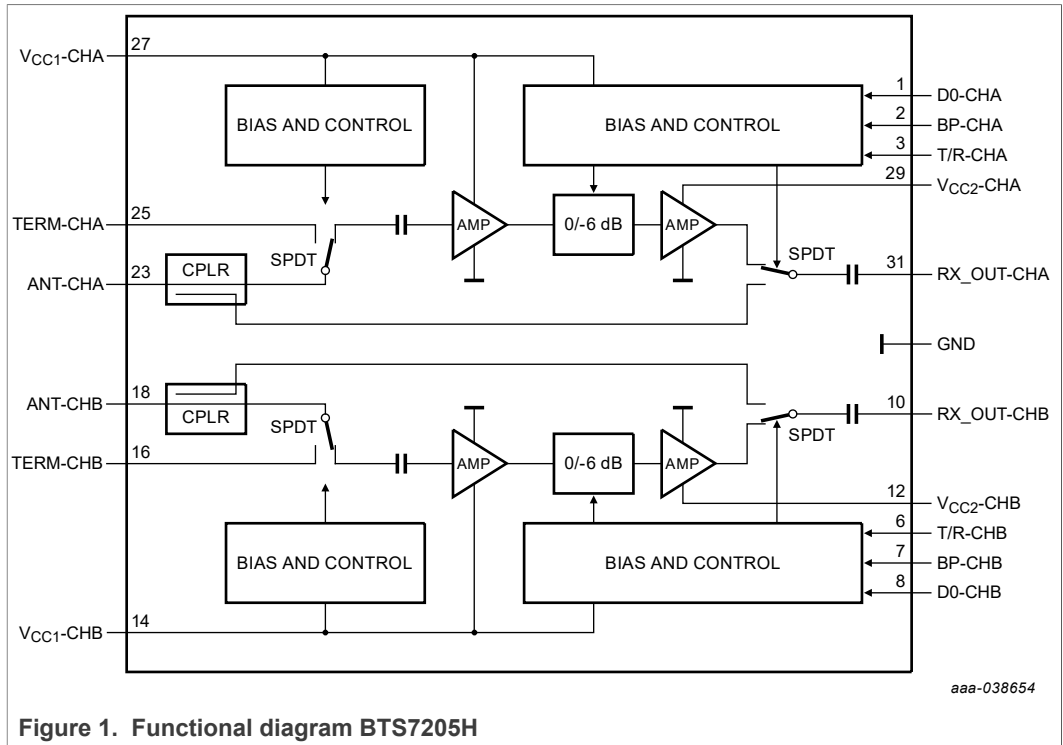 VCC1-CHA 27
BIAS AND CONTROL
BIAS AND CONTROL
1 D0-CHA
2 BP-CHA
3 T/R-CHA
29 VCC2-CHA
TERM-CHA 25
AMP
0/-6 dB
AMP
SPDT
SPDT
CPLR
ANT-CHA 23
31 RX_OUT-CHA
GND
ANT-CHB 18
CPLR
SPDT
SPDT
10 RX_OUT-CHB
TERM-CHB 16
AMP
0/-6 dB
AMP
12 VCC2-CHB
6 T/R-CHB
BIAS AND CONTROL
BIAS AND CONTROL
7 BP-CHB
8 D0-CHB
VCC1-CHB 14
aaa-038654
Figure 1. Functional diagram BTS7205H